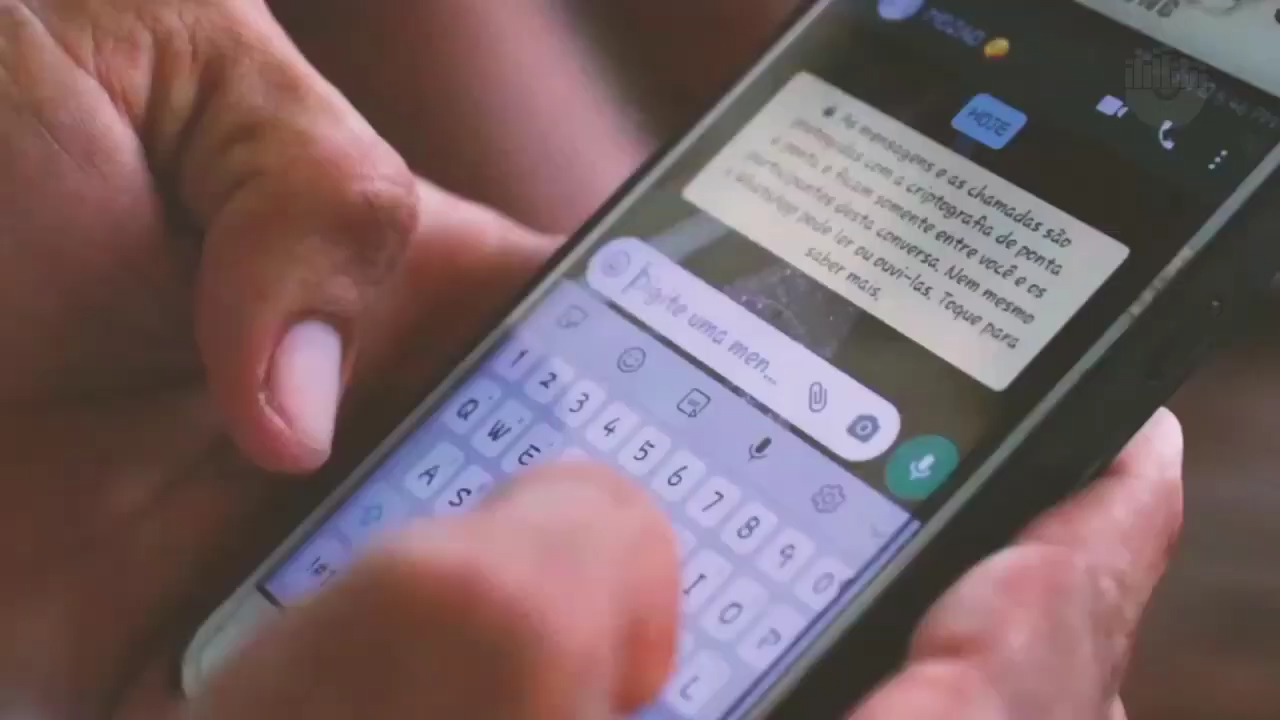 MOZÃO
HOJE
As mensagens e as chamadas são
protegidas com a criptografia de ponta
a ponta e ficam somente entre você e os
participantes desta conversa. Nem mesmo
o WhatsApp pode ler ou ouvi-las. Toque para
saber mais.
Digite uma men...
1 2 3 4 5 6 7 8 9 0
Q W E I O P
A S L
!#1